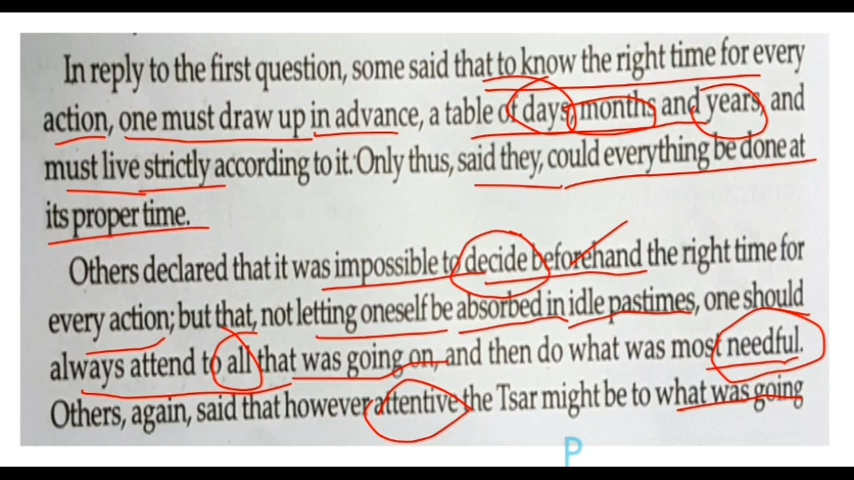 In reply to the first question, some said that to know the right time for every
action, one must draw up in advance, a table of days, months and years, and
must live strictly according to it. Only thus, said they, could everything be done at
its proper time.
Others declared that it was impossible to decide beforehand the right time for
every action; but that, not letting oneself be absorbed in idle pastimes, one should
always attend to all that was going on, and then do what was most needful.
Others, again, said that however attentive the Tsar might be to what was going
P